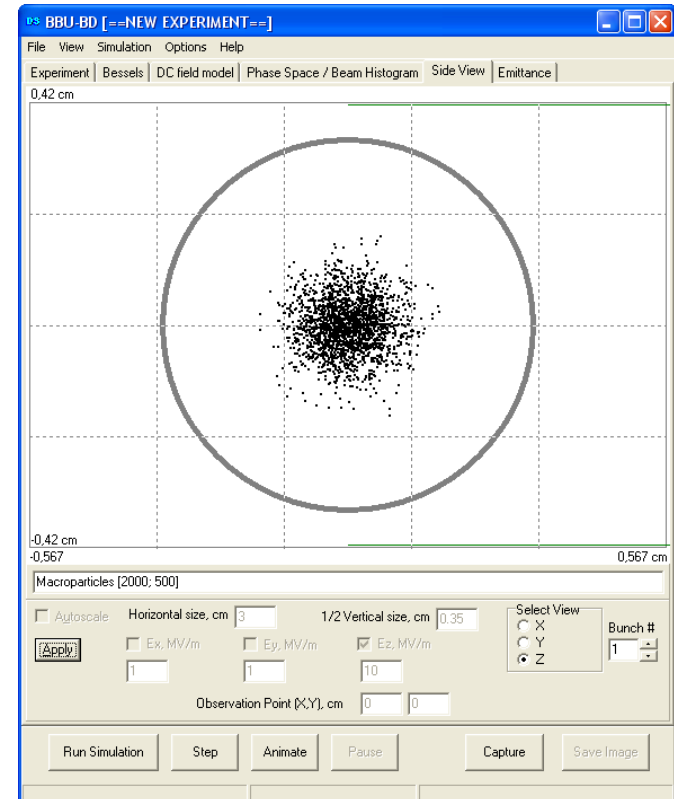 DS BBU-BD [==NEW EXPERIMENT==]
File View Simulation Options Help
Experiment Bessels DC field model Phase Space / Beam Histogram Side View Emittance
0,42 cm
-0,42 cm
-0,567 0,567 cm
Macroparticles [2000; 500]
Autoscale Horizontal size, cm 3 1/2 Vertical size, cm 0.35 Select View
X
Bunch #
Apply Ex, MV/m Ey, MV/m Ez, MV/m Y 1
Z
1 1 10
Observation Point (X,Y), cm 0 0
Run Simulation Step Animate Pause Capture Save Image